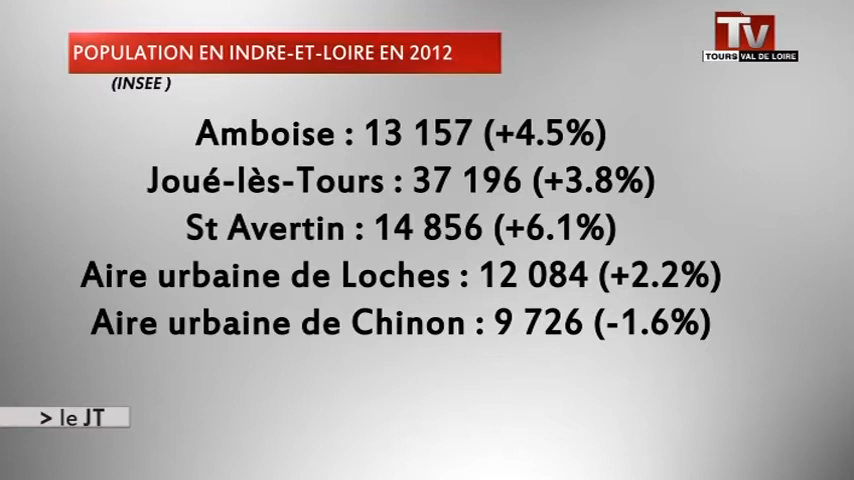 POPULATION EN INDRE-ET-LOIRE EN 2012
(INSEE )
TV
TOURS VAL DE LOIRE
Amboise : 13 157 (+4.5%)
Joué-lès-Tours : 37 196 (+3.8%)
St Avertin : 14 856 (+6.1%)
Aire urbaine de Loches : 12 084 (+2.2%)
Aire urbaine de Chinon : 9 726 (-1.6%)
> le JT